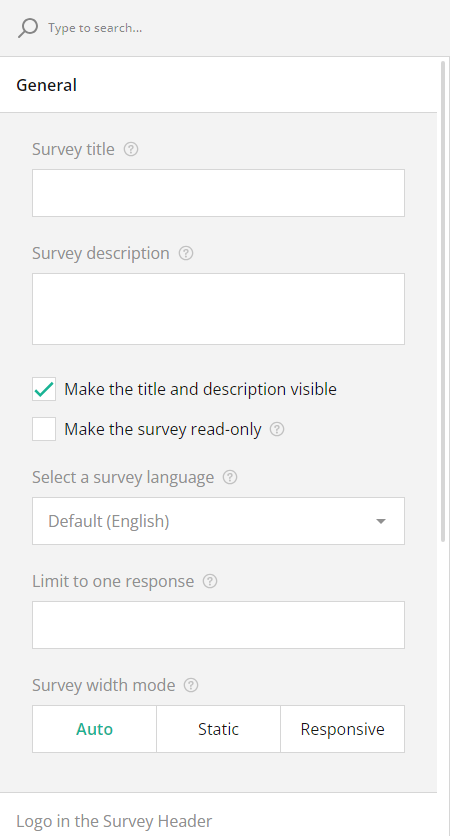 Type to search...
General
Survey title ?
Survey description ?
Make the title and description visible
Make the survey read-only ?
Select a survey language ?
Default (English)
Limit to one response ?
Survey width mode ?
Auto Static Responsive
Logo in the Survey Header